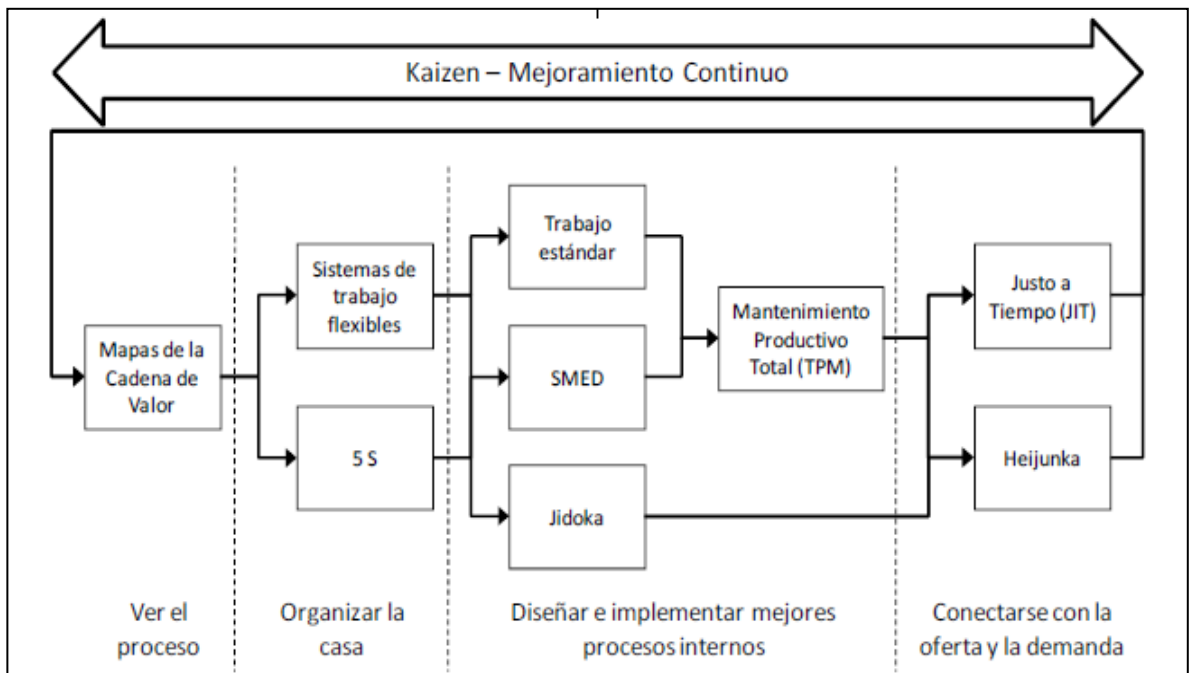 Kaizen – Mejoramiento Continuo
Mapas de la
Cadena de
Valor
Sistemas de
trabajo
flexibles
5 S
Trabajo
estándar
SMED
Jidoka
Mantenimiento
Productivo
Total (TPM)
Justo a
Tiempo (JIT)
Heijunka
Ver el
proceso
Organizar la
casa
Diseñar e implementar mejores
procesos internos
Conectarse con la
oferta y la demanda